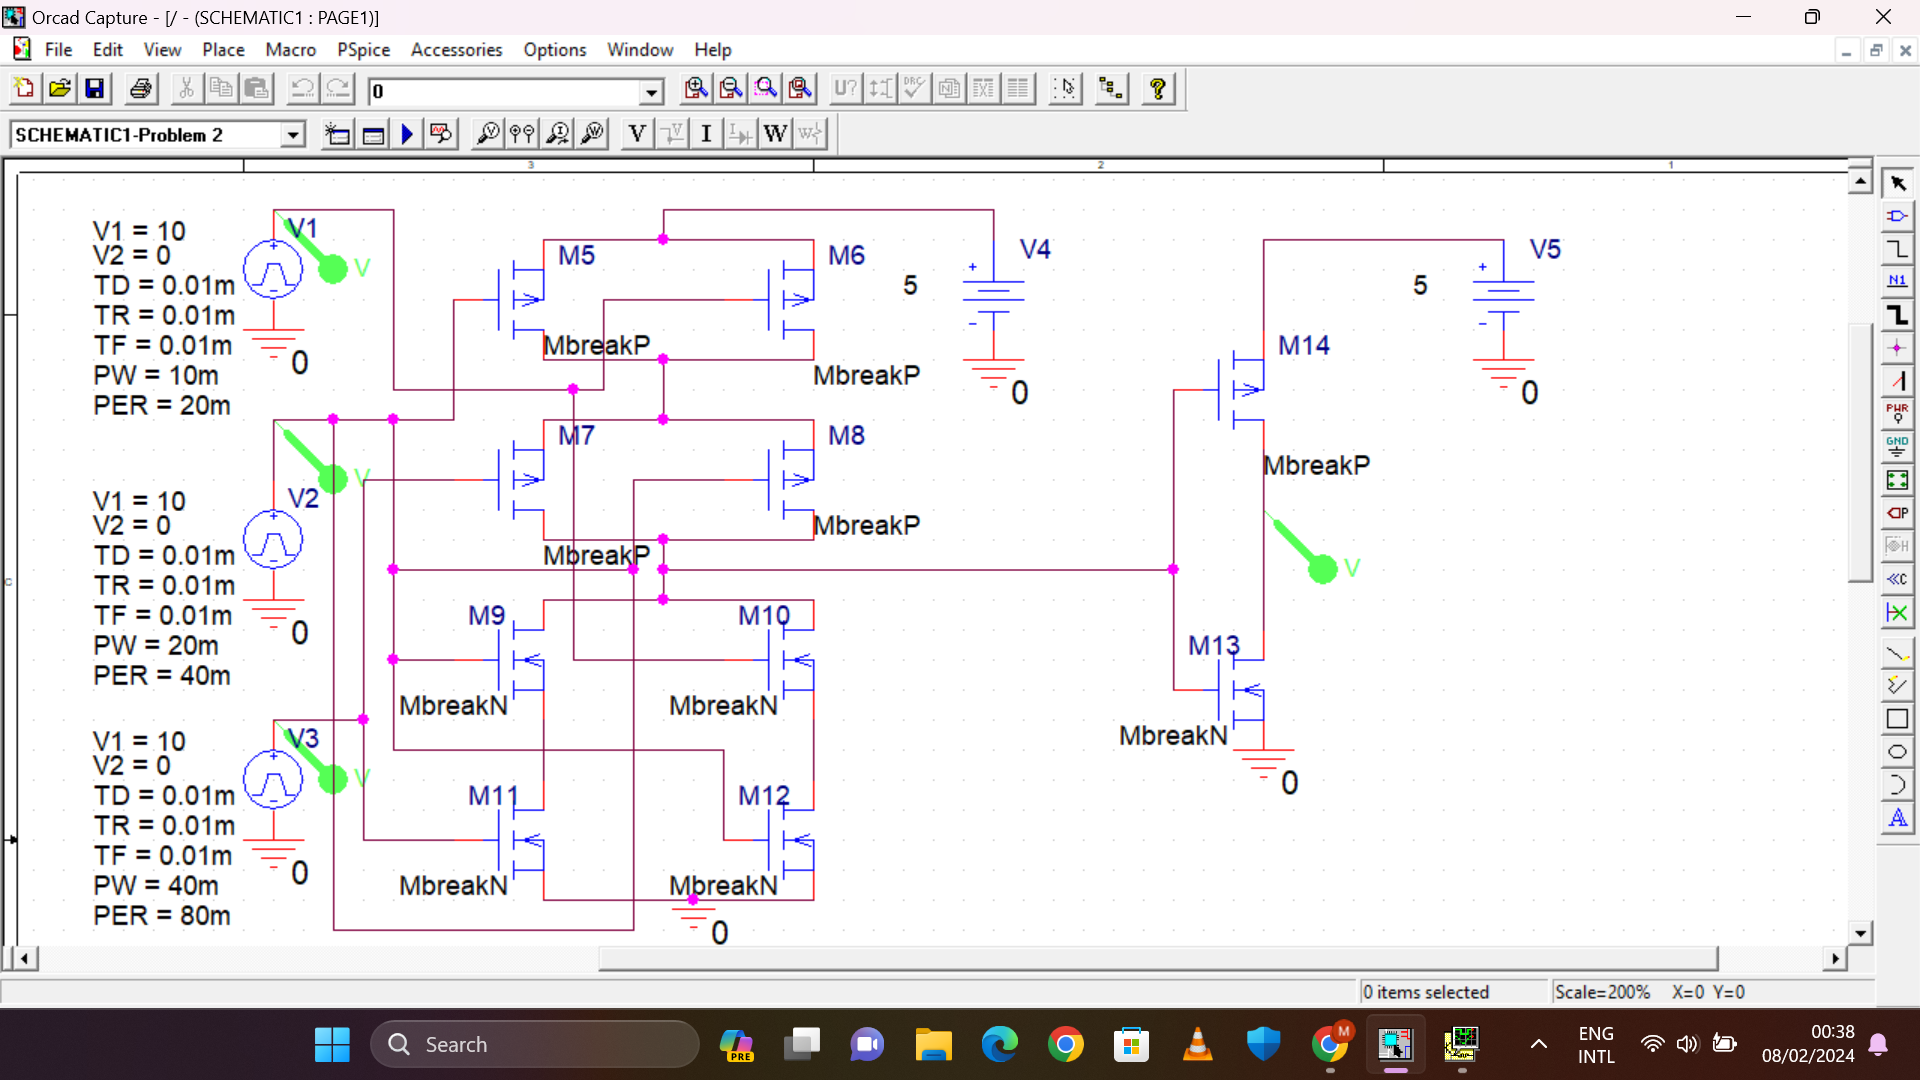 Orcad Capture - [/ - (SCHEMATIC1 : PAGE1)]
File Edit View Place Macro PSpice Accessories Options Window Help
0
U? DRC
SCHEMATIC1-Problem 2
V V I I W W
3 2 1
V1 = 10
V2 = 0
TD = 0.01m
TR = 0.01m
TF = 0.01m
PW = 10m
PER = 20m
V1
V
0
V1 = 10
V2 = 0
TD = 0.01m
TR = 0.01m
TF = 0.01m
PW = 20m
PER = 40m
V
V2
0
V1 = 10
V2 = 0
TD = 0.01m
TR = 0.01m
TF = 0.01m
PW = 40m
PER = 80m
V3
V
0
M5
MbreakP
M6
MbreakP
M7
MbreakP
M8
MbreakP
M9
MbreakN
M10
MbreakN
M11
MbreakN
M12
MbreakN
0
5
V4
0
5
V5
0
M14
MbreakP
V
M13
MbreakN
0
C
N1
PWR
GND
P
H
C
A
0 items selected
Scale=200% X=0 Y=0
Search
PRE
M
ENG
INTL
00:38
08/02/2024